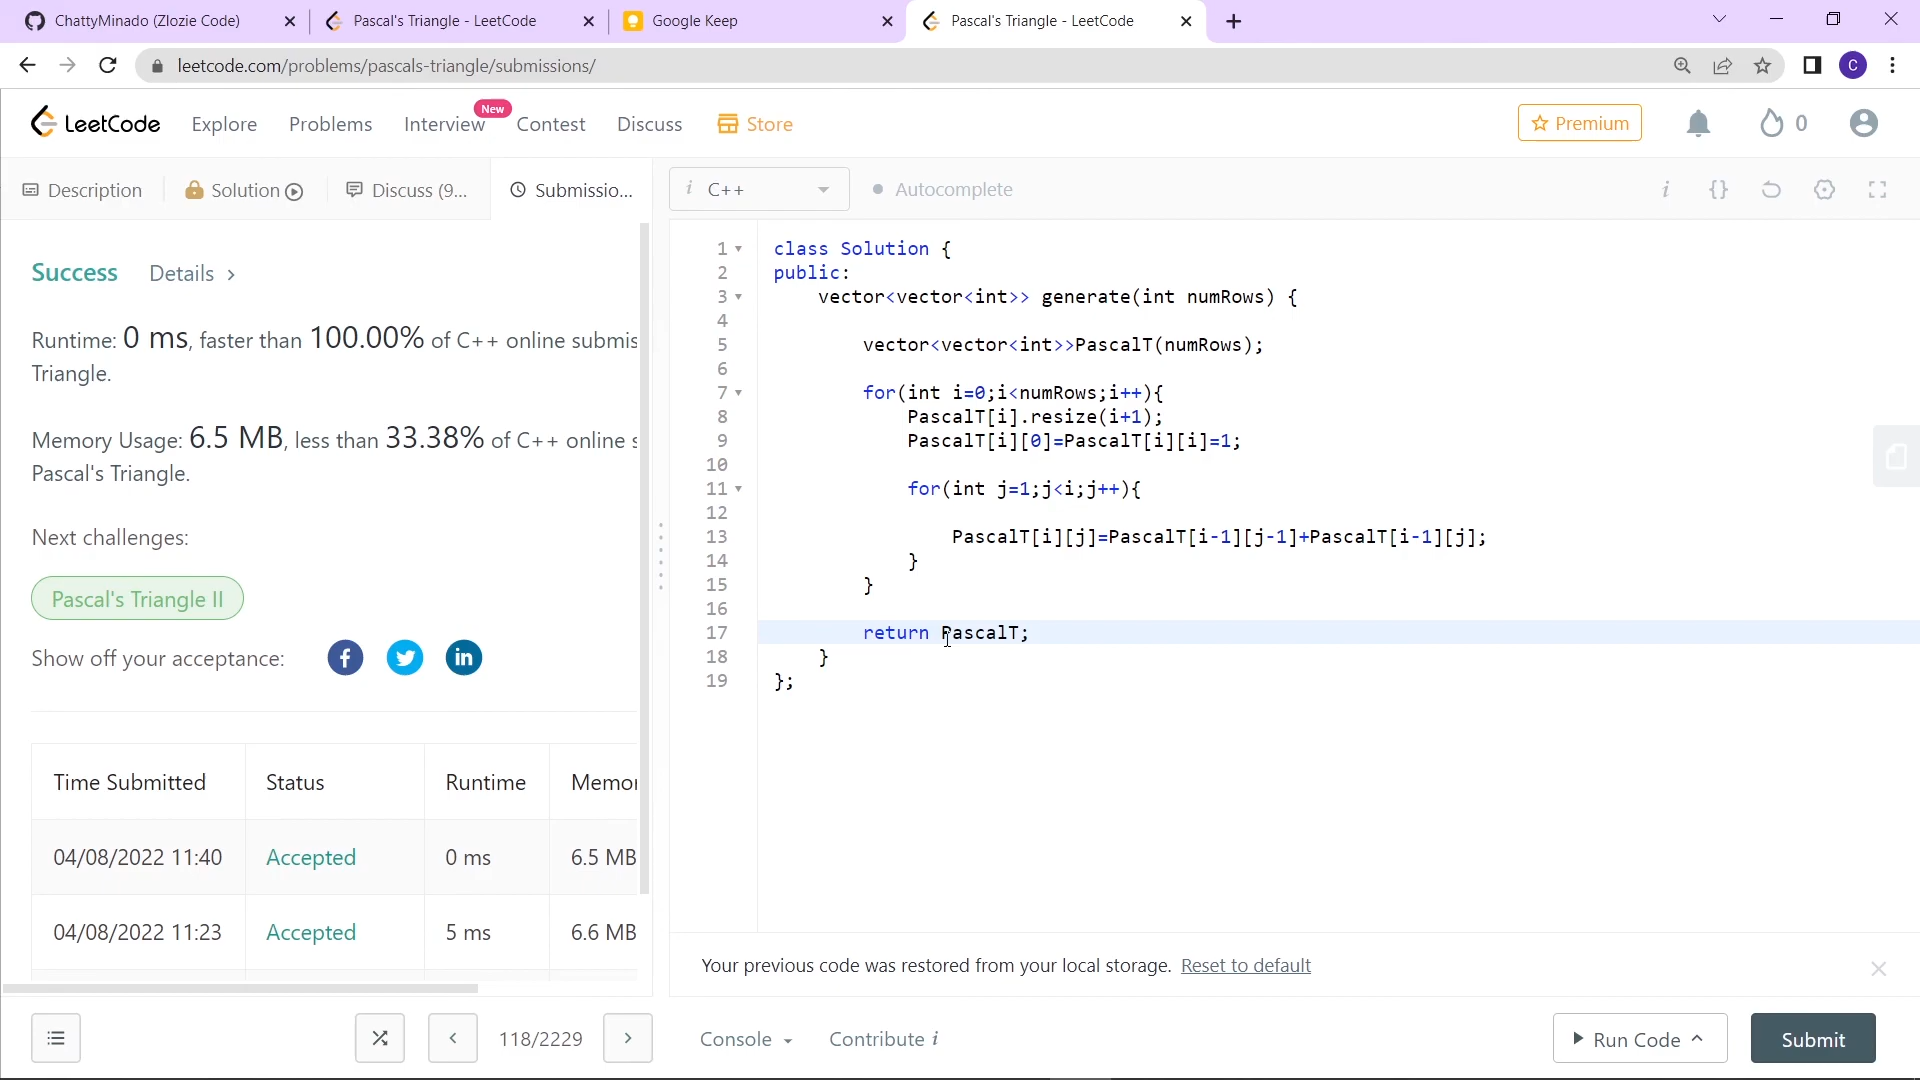 ChattyMinado (Zlozie Code)
Pascal's Triangle - LeetCode
Google Keep
Pascal's Triangle - LeetCode
leetcode.com/problems/pascals-triangle/submissions/
C
LeetCode
Explore
Problems
Interview
New
Contest
Discuss
Store
Premium
0
Description
Solution
Discuss (9...
Submissio...
i C++
Autocomplete
i
{}
Success Details >
Runtime: 0 ms, faster than 100.00% of C++ online submis
Triangle.
Memory Usage: 6.5 MB, less than 33.38% of C++ online s
Pascal's Triangle.
Next challenges:
Pascal's Triangle II
Show off your acceptance:
f
in
Time Submitted Status Runtime Memor
04/08/2022 11:40 Accepted 0 ms 6.5 MB
04/08/2022 11:23 Accepted 5 ms 6.6 MB
1 class Solution {
2 public:
3 vector<vector<int>> generate(int numRows) {
4
5 vector<vector<int>>PascalT(numRows);
6
7 for(int i=0;i<numRows;i++){
8 PascalT[i].resize(i+1);
9 PascalT[i][0]=PascalT[i][i]=1;
10
11 for(int j=1;j<i;j++){
12
13 PascalT[i][j]=PascalT[i-1][j-1]+PascalT[i-1][j];
14 }
15 }
16
17 return PascalT;
18 }
19 };
Your previous code was restored from your local storage. Reset to default
118/2229
Console
Contribute i
Run Code
Submit